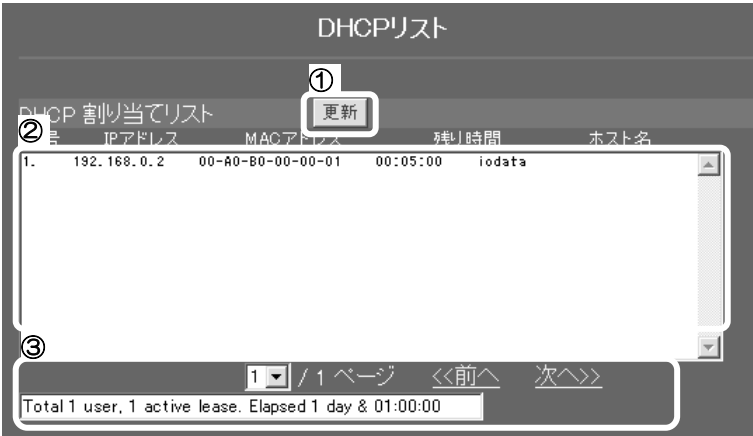 DHCPリスト
①
DHCP 割り当てリスト 更新
②
号 IPアドレス MACアドレス 残り時間 ホスト名
1. 192.168.0.2 00-A0-B0-00-00-01 00:05:00 iodata
③
1 / 1 ページ <<前へ 次へ>>
Total 1 user, 1 active lease. Elapsed 1 day & 01:00:00